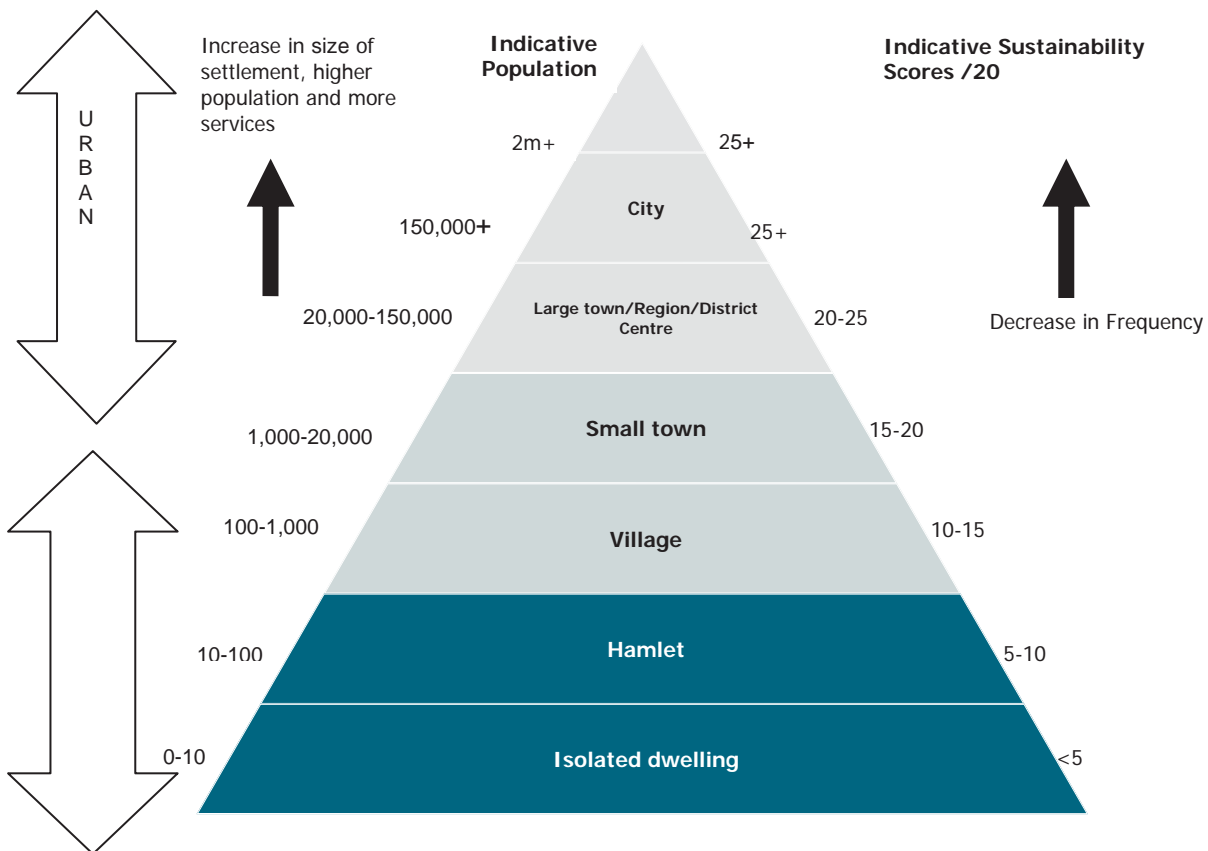 U
R
B
A
N
Increase in size of
settlement, higher
population and more
services
Indicative
Population
Indicative Sustainability
Scores /20
2m+
25+
City
150,000+
25+
20,000-150,000
Large town/Region/District
Centre
20-25
Decrease in Frequency
1,000-20,000
Small town
15-20
100-1,000
Village
10-15
10-100
Hamlet
5-10
0-10
Isolated dwelling
<5